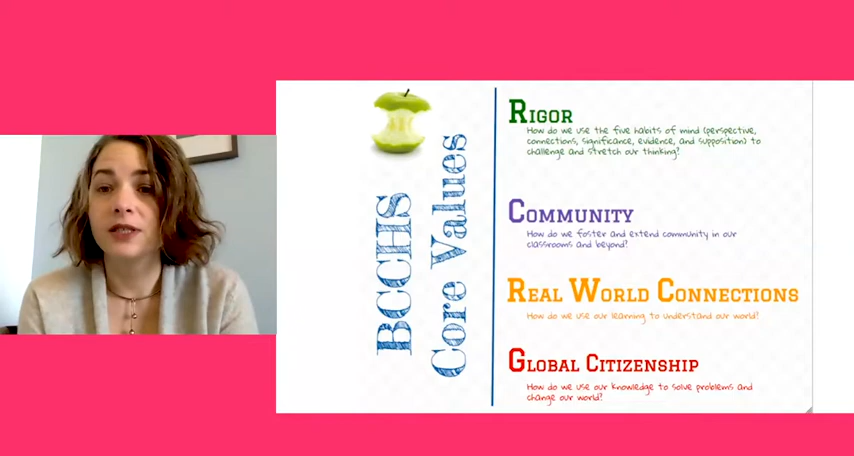 BCCHS
Core Values
RIGOR
How do we use the five habits of mind (perspective,
connections, significance, evidence, and supposition) to
challenge and stretch our thinking?
COMMUNITY
How do we foster and extend community in our
classrooms and beyond?
REAL WORLD CONNECTIONS
How do we use our learning to understand our world?
GLOBAL CITIZENSHIP
How do we use our knowledge to solve problems and
change our world?